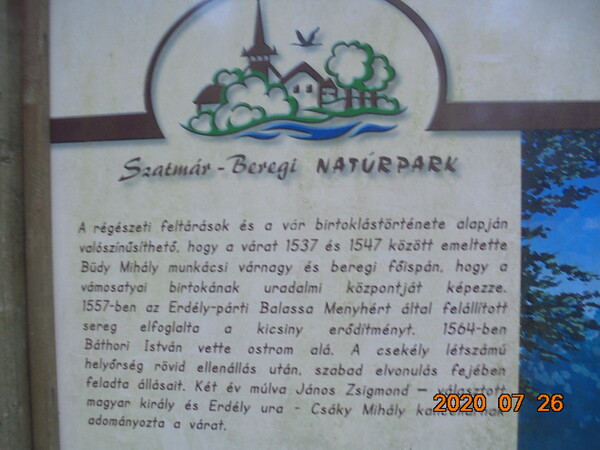 Szatmár-Beregi NATÚRPARK
A régészeti feltárások és a vár birtoklástörténete alapján
valószínűsíthető, hogy a várat 1537 és 1547 között emeltette
Büdy Mihály munkácsi várnagy és beregi főispán, hogy a
vámosatyai birtokának uradalmi központját képezze.
1557-ben az Erdély-párti Balassa Menyhért által felállított
sereg elfoglalta a kicsiny erődítményt. 1564-ben
Báthori István vette ostrom alá. A csekély létszámú
helyőrség rövid ellenállás után, szabad elvonulás fejében
feladta állásait. Két év múlva János Zsigmond – választott
magyar király és Erdély ura - Csáky Mihály
adományozta a várat.
2020 07 26